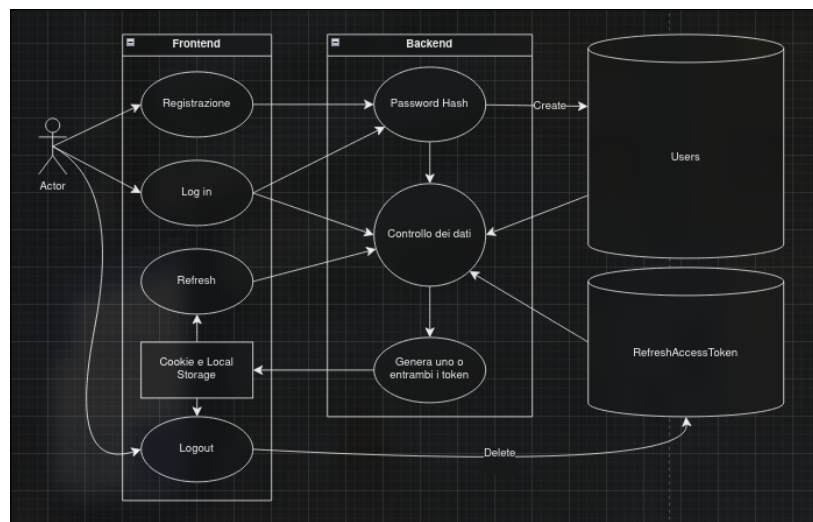 Frontend
Backend
Registrazione
Password Hash
Create
Users
Actor
Log in
Controllo dei dati
Refresh
RefreshAccessToken
Cookie e Local
Storage
Genera uno o
entrambi i token
Logout
Delete